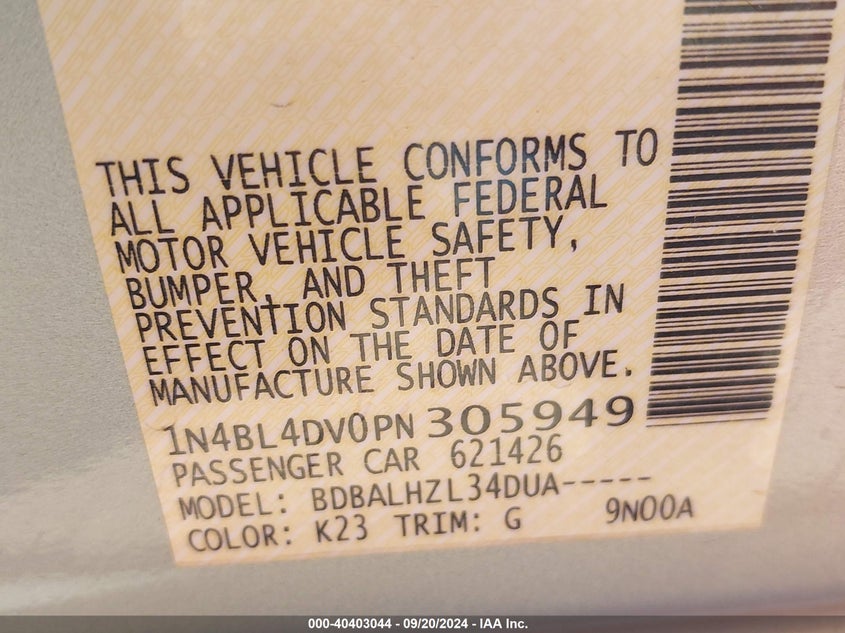 THIS VEHICLE CONFORMS TO
ALL APPLICABLE FEDERAL
MOTOR VEHICLE SAFETY,
BUMPER, AND THEFT
PREVENTION STANDARDS IN
EFFECT ON THE DATE OF
MANUFACTURE SHOWN ABOVE.
1N4BL4DV0PN305949
PASSENGER CAR 621426
MODEL: BDBALHZL34DUA-----
COLOR: K23 TRIM: G 9N00A
000-40403044 - 09/20/2024 - IAA Inc.